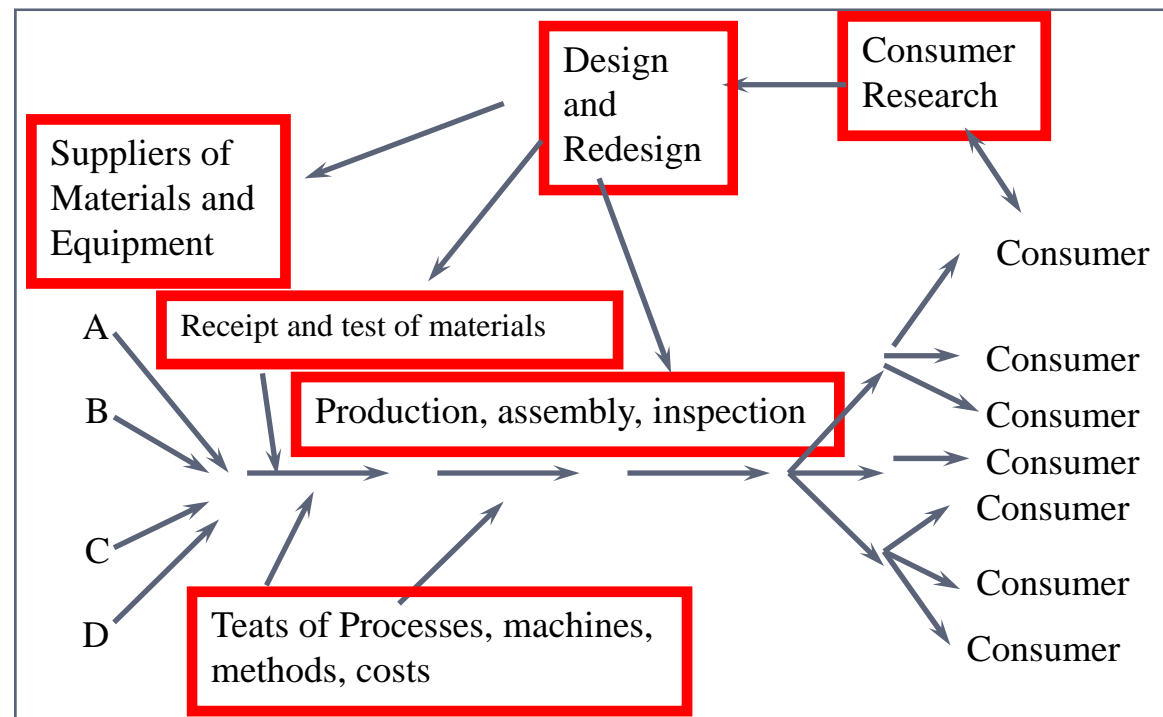 Design
and
Redesign
Consumer
Research
Suppliers of
Materials and
Equipment
Consumer
Receipt and test of materials
A
Consumer
Production, assembly, inspection
B
Consumer
Consumer
Consumer
C
Consumer
D
Teats of Processes, machines,
methods, costs
Consumer